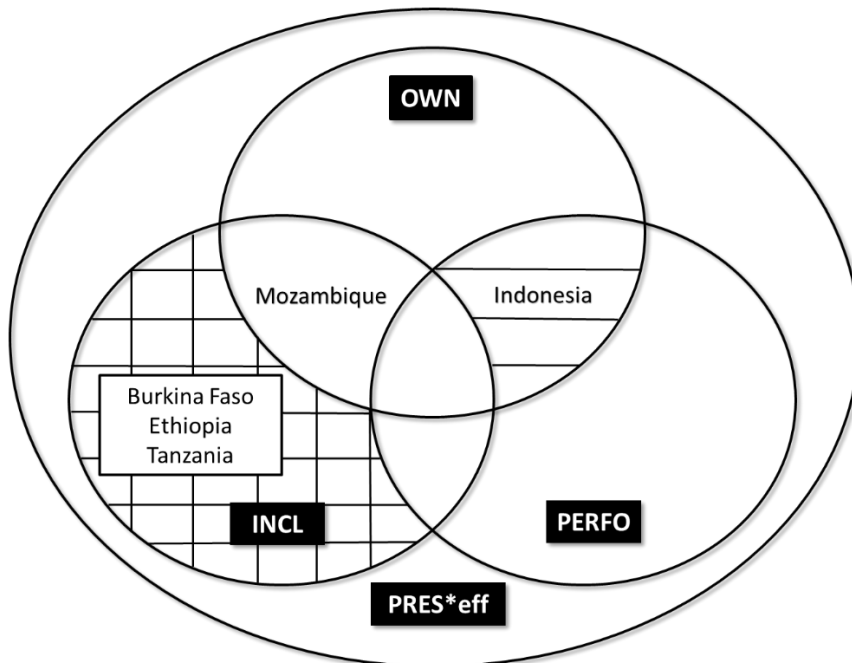 OWN
Mozambique
Indonesia
Burkina Faso
Ethiopia
Tanzania
INCL
PERFO
PRES*eff